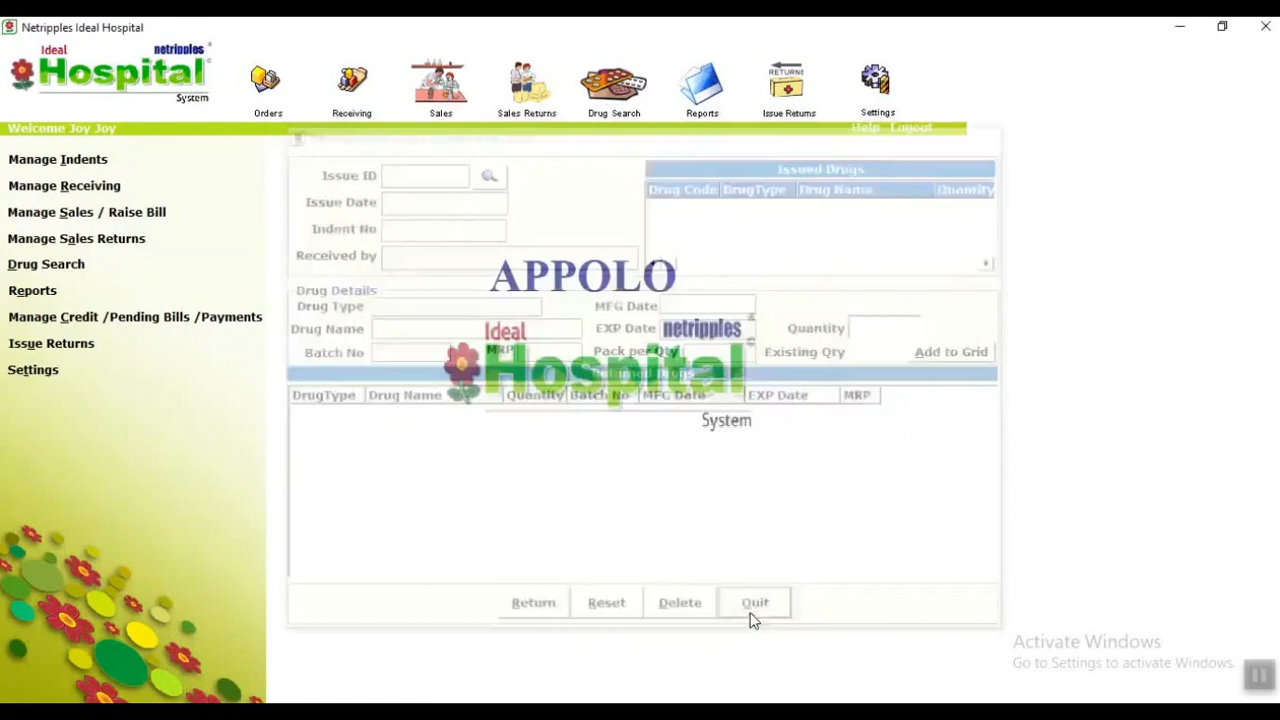 Netripples Ideal Hospital
Ideal netripples
Hospital
System
Orders
Receiving
Sales
Sales Returns
Drug Search
Reports
RETURNE
Issue Returns
Settings
Welcome Joy Joy
Help Logout
Manage Indents
Manage Receiving
Manage Sales / Raise Bill
Manage Sales Returns
Drug Search
Reports
Manage Credit /Pending Bills /Payments
Issue Returns
Settings
Issue ID
Issue Date
Indent No
Received by
Issued Drugs
Drug Code DrugType Drug Name Quantity
APPOLO
Drug Details
Drug Type MFG Date
Drug Name EXP Date Quantity
Batch No MRP Pack per Qty Existing Qty Add to Grid
Ideal netripples
Hospital
System
Returned Drugs
DrugType Drug Name Quantity Batch No MFG Date EXP Date MRP
Return Reset Delete Quit
Activate Windows
Go to Settings to activate Windows.